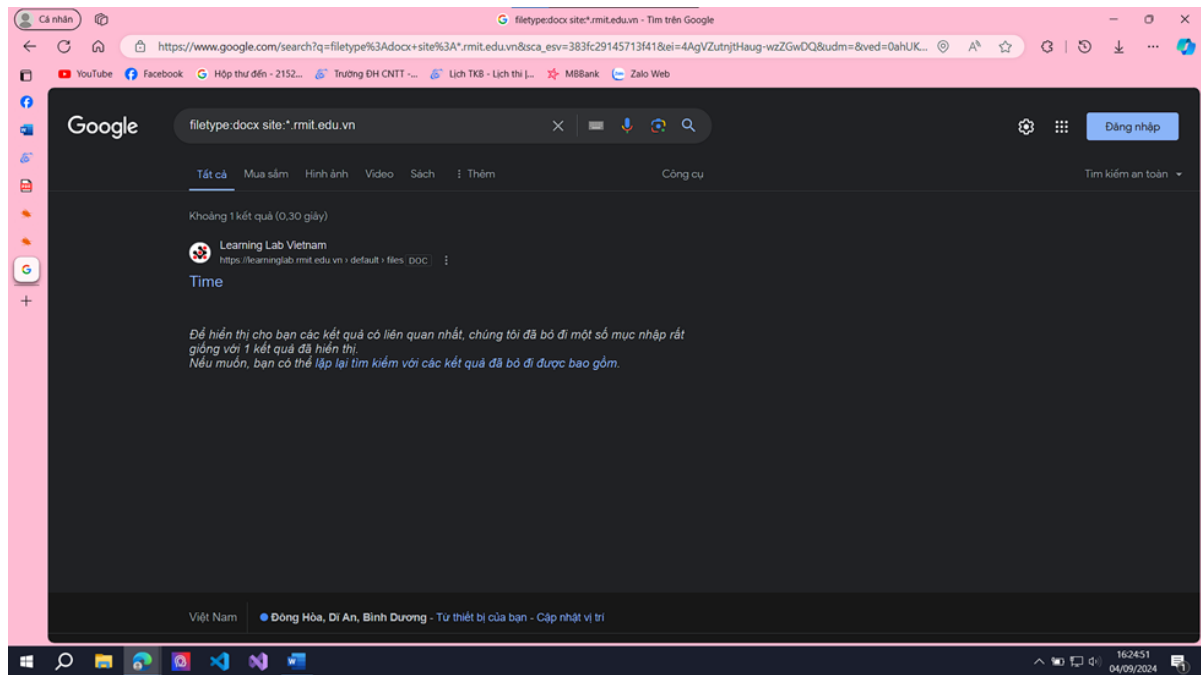 Cá nhân
filetype:docx site:*.rmit.edu.vn - Tìm trên Google
https://www.google.com/search?q=filetype%3Adocx+site%3A*.rmit.edu.vn&sca_esv=383fc29145713f41&ei=4AgVZutnjtHaug-wzZGwDQ&udm=&ved=0ahUK...
YouTube Facebook Hộp thư đến - 2152... Trường ĐH CNTT -... Lịch TKB - Lịch thi |... MBBank Zalo Web
Google
filetype:docx site:*.rmit.edu.vn
Đăng nhập
Tất cả Mua sắm Hình ảnh Video Sách Thêm Công cụ Tìm kiếm an toàn
Khoảng 1 kết quả (0,30 giây)
Learning Lab Vietnam
https://learninglab.rmit.edu.vn › default › files DOC
Time
Để hiển thị cho bạn các kết quả có liên quan nhất, chúng tôi đã bỏ đi một số mục nhập rất
giống với 1 kết quả đã hiển thị.
Nếu muốn, bạn có thể lặp lại tìm kiếm với các kết quả đã bỏ đi được bao gồm.
Việt Nam Đông Hòa, Dĩ An, Bình Dương - Từ thiết bị của bạn - Cập nhật vị trí
16:24:51
04/09/2024